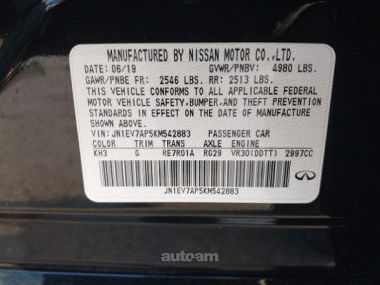 MANUFACTURED BY NISSAN MOTOR CO.,LTD.
DATE: 06/19 GVWR/PNBV: 4980 LBS.
GAWR/PNBE FR: 2546 LBS. RR: 2513 LBS.
THIS VEHICLE CONFORMS TO ALL APPLICABLE FEDERAL
MOTOR VEHICLE SAFETY,BUMPER,AND THEFT PREVENTION
STANDARDS IN EFFECT ON THE DATE OF
MANUFACTURE SHOWN ABOVE.
VIN: JN1EV7AP5KM542883 PASSENGER CAR
COLOR TRIM TRANS AXLE ENGINE
KH3 G RE7R01A RG29 VR30(DDTT) 2997CC
JN1EV7AP5KM542883
INFINITI
autoam